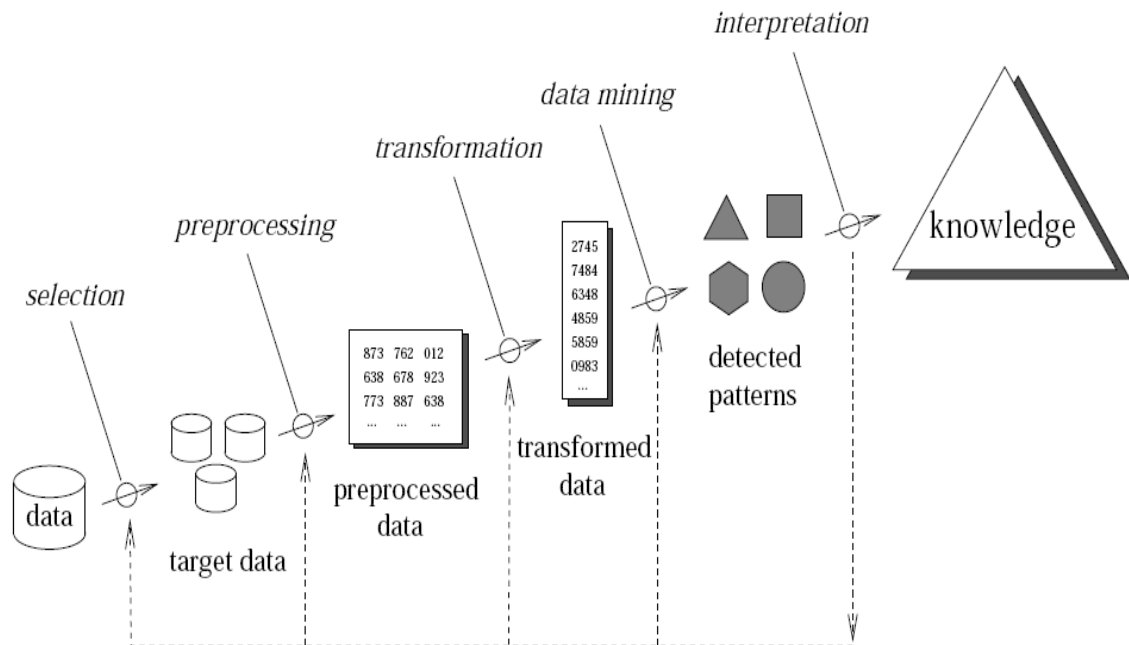 interpretation
data mining
transformation
preprocessing
selection
knowledge
2745
7484
6348
4859
5859
0983
...
873 762 012
638 678 923
773 887 638
... ... ...
detected
patterns
transformed
data
preprocessed
data
data
target data